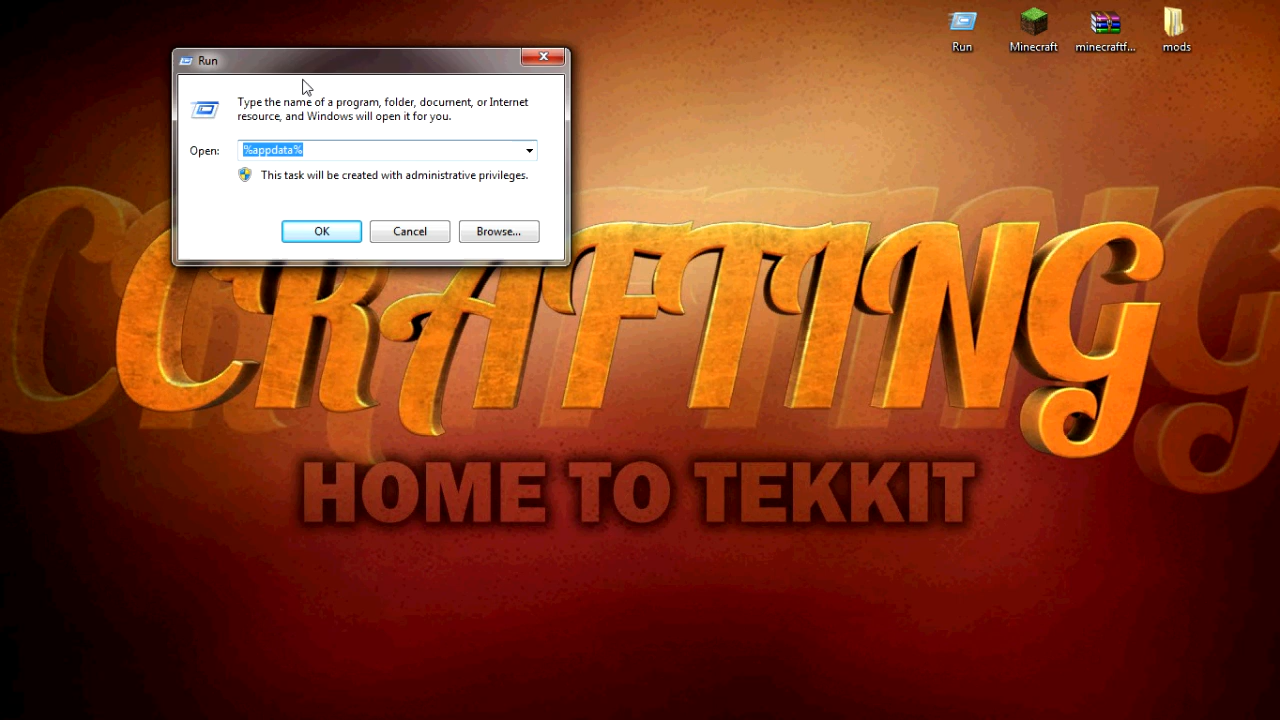 Run
Minecraft
minecraftf...
mods
Run
Type the name of a program, folder, document, or Internet
resource, and Windows will open it for you.
Open:
%appdata%
This task will be created with administrative privileges.
OK
Cancel
Browse...
CRAFTING
HOME TO TEKKIT